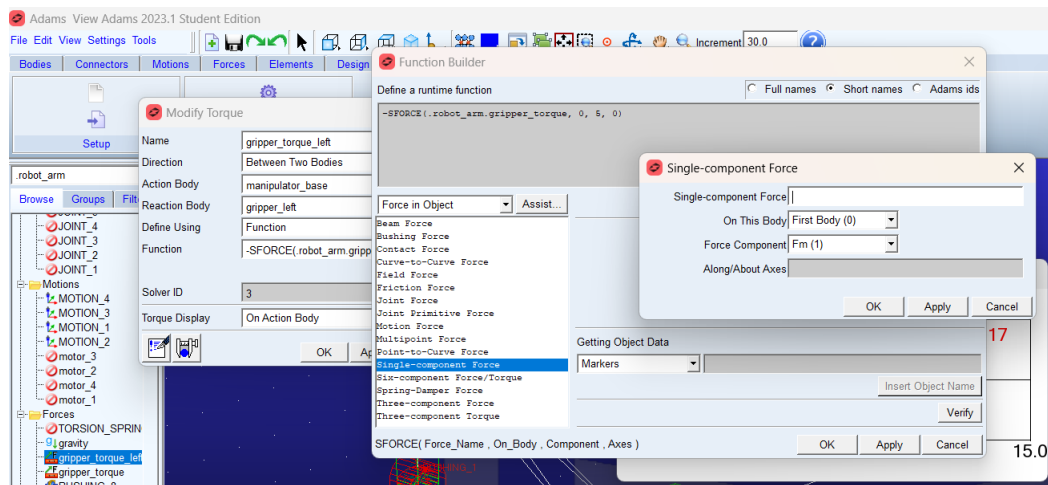 Adams View Adams 2023.1 Student Edition
File Edit View Settings Tools
Increment 30.0
Bodies Connectors Motions Forces Elements Design
Setup
.robot_arm
Browse Groups Filt
JOINT_4
JOINT_3
JOINT_2
JOINT_1
Motions
MOTION_4
MOTION_3
MOTION_1
MOTION_2
motor_3
motor_2
motor_4
motor_1
Forces
TORSION_SPRIN
gravity
gripper_torque_left
gripper_torque
Modify Torque
Name gripper_torque_left
Direction Between Two Bodies
Action Body manipulator_base
Reaction Body gripper_left
Define Using Function
Function -SFORCE(.robot_arm.gripp
Solver ID 3
Torque Display On Action Body
OK Ap
Function Builder
Define a runtime function
Full names Short names Adams ids
-SFORCE(.robot_arm.gripper_torque, 0, 5, 0)
Force in Object Assist...
Beam Force
Bushing Force
Contact Force
Curve-to-Curve Force
Field Force
Friction Force
Joint Force
Joint Primitive Force
Motion Force
Multipoint Force
Point-to-Curve Force
Single-component Force
Six-component Force/Torque
Spring-Damper Force
Three-component Force
Three-component Torque
Getting Object Data
Markers
Insert Object Name
Verify
SFORCE( Force_Name , On_Body , Component , Axes )
OK Apply Cancel
Single-component Force
Single-component Force
On This Body First Body (0)
Force Component Fm (1)
Along/About Axes
OK Apply Cancel
17
15.0